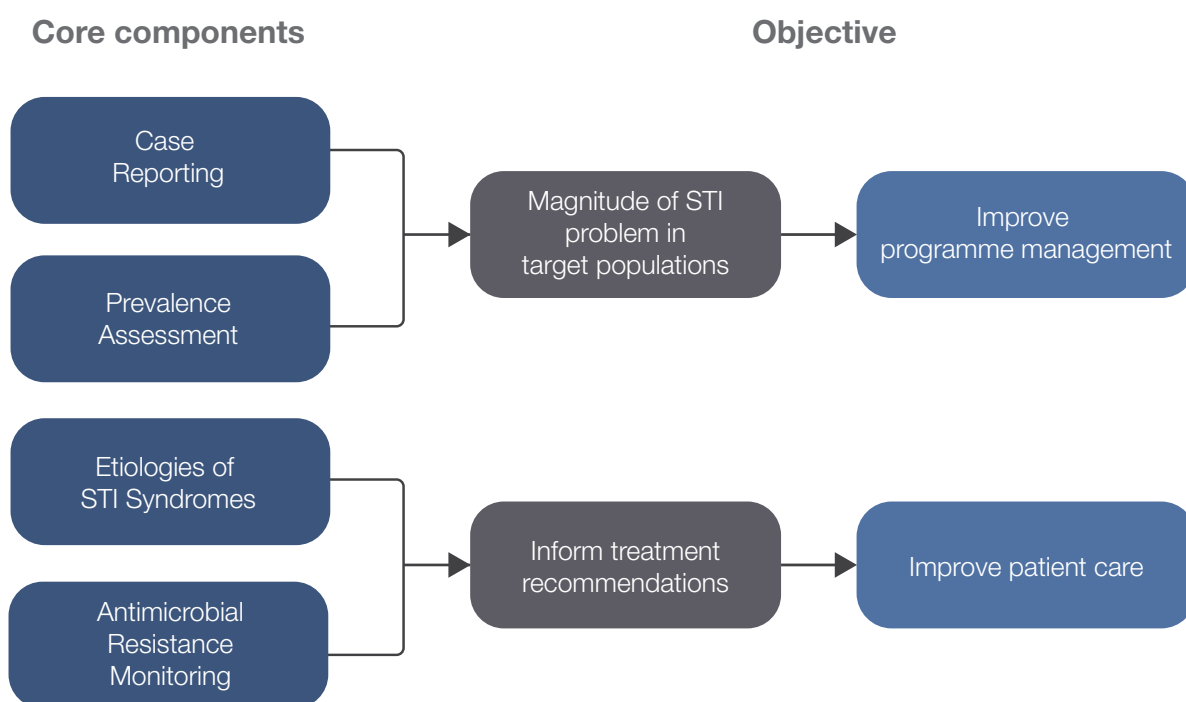 Core components
Objective
Case
Reporting
Prevalence
Assessment
Magnitude of STI
problem in
target populations
Improve
programme management
Etiologies of
STI Syndromes
Antimicrobial
Resistance
Monitoring
Inform treatment
recommendations
Improve patient care